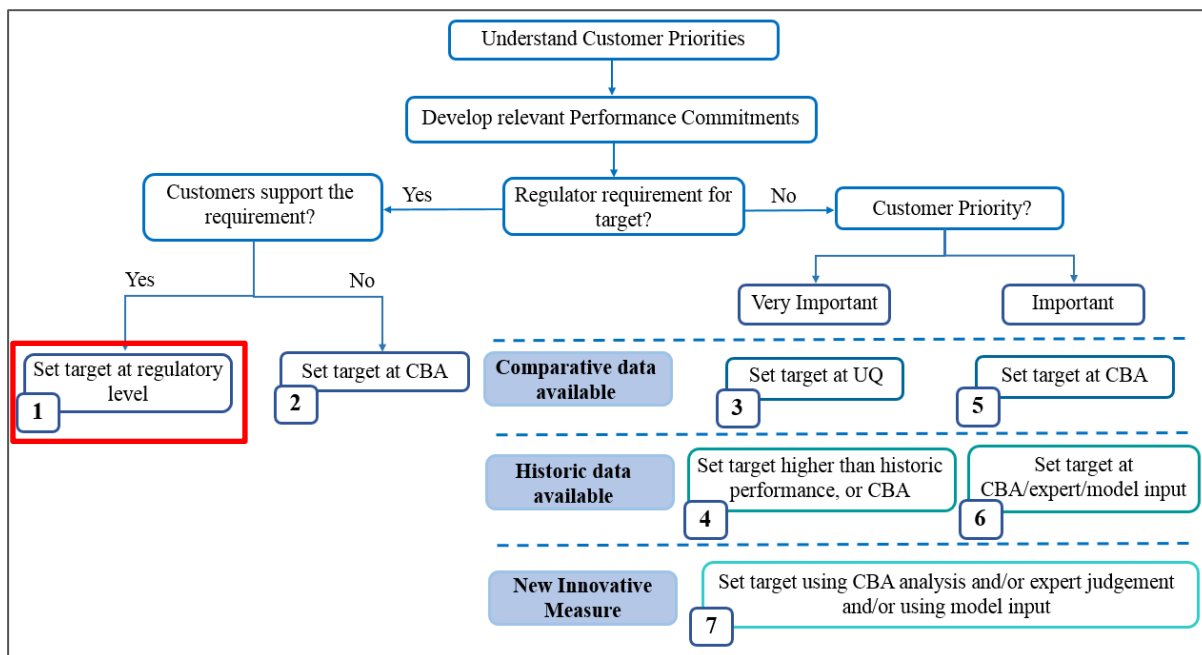 Understand Customer Priorities
Develop relevant Performance Commitments
Customers support the
requirement?
Yes
Regulator requirement for
target?
No
Customer Priority?
Yes
No
Very Important
Important
Set target at regulatory
level
1
Set target at CBA
2
Comparative data
available
Set target at UQ
3
Set target at CBA
5
Historic data
available
Set target higher than historic
performance, or CBA
4
Set target at
CBA/expert/model input
6
New Innovative
Measure
Set target using CBA analysis and/or expert judgement
and/or using model input
7